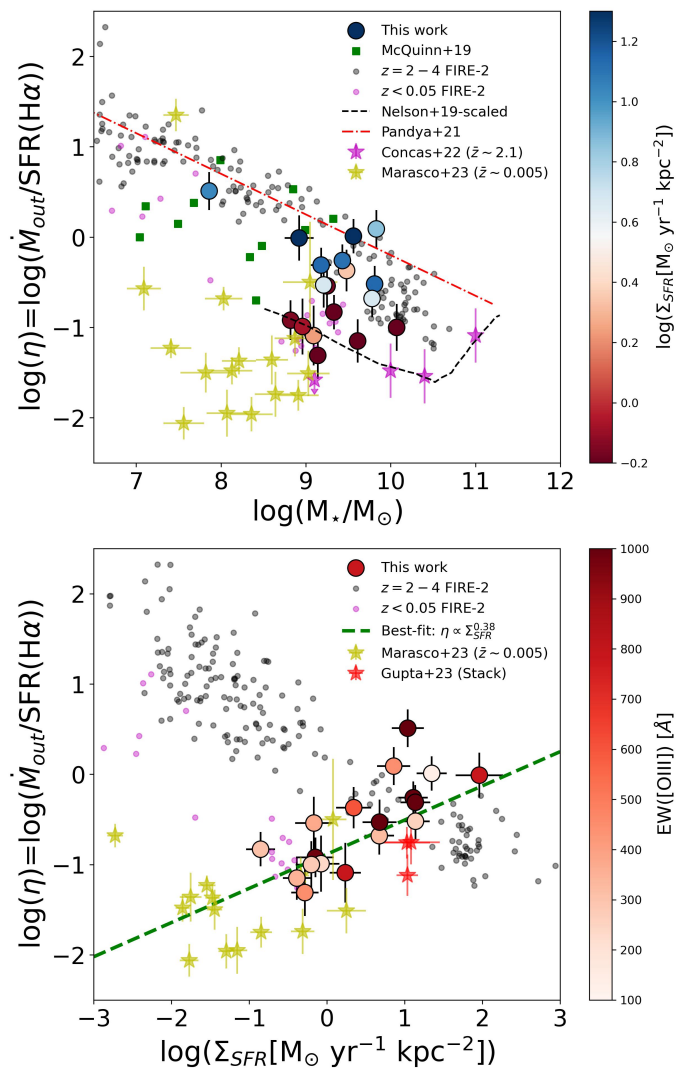 This work
McQuinn+19
z = 2 − 4 FIRE-2
z < 0.05 FIRE-2
Nelson+19-scaled
Pandya+21
Concas+22 (z̄ ~ 2.1)
Marasco+23 (z̄ ~ 0.005)
2
1
0
−1
−2
log(η)=log(Ṁ_out/SFR(Hα))
7 8 9 10 11 12
log(M⋆/M⊙)
1.2
1.0
0.8
0.6
0.4
0.2
0.0
−0.2
log(Σ_SFR[M⊙ yr⁻¹ kpc⁻²])
This work
z = 2 − 4 FIRE-2
z < 0.05 FIRE-2
Best-fit: η ∝ Σ_SFR^0.38
Marasco+23 (z̄ ~ 0.005)
Gupta+23 (Stack)
2
1
0
−1
−2
log(η)=log(Ṁ_out/SFR(Hα))
−3 −2 −1 0 1 2 3
log(Σ_SFR[M⊙ yr⁻¹ kpc⁻²])
1000
900
800
700
600
500
400
300
200
100
EW([OIII]) [Å]